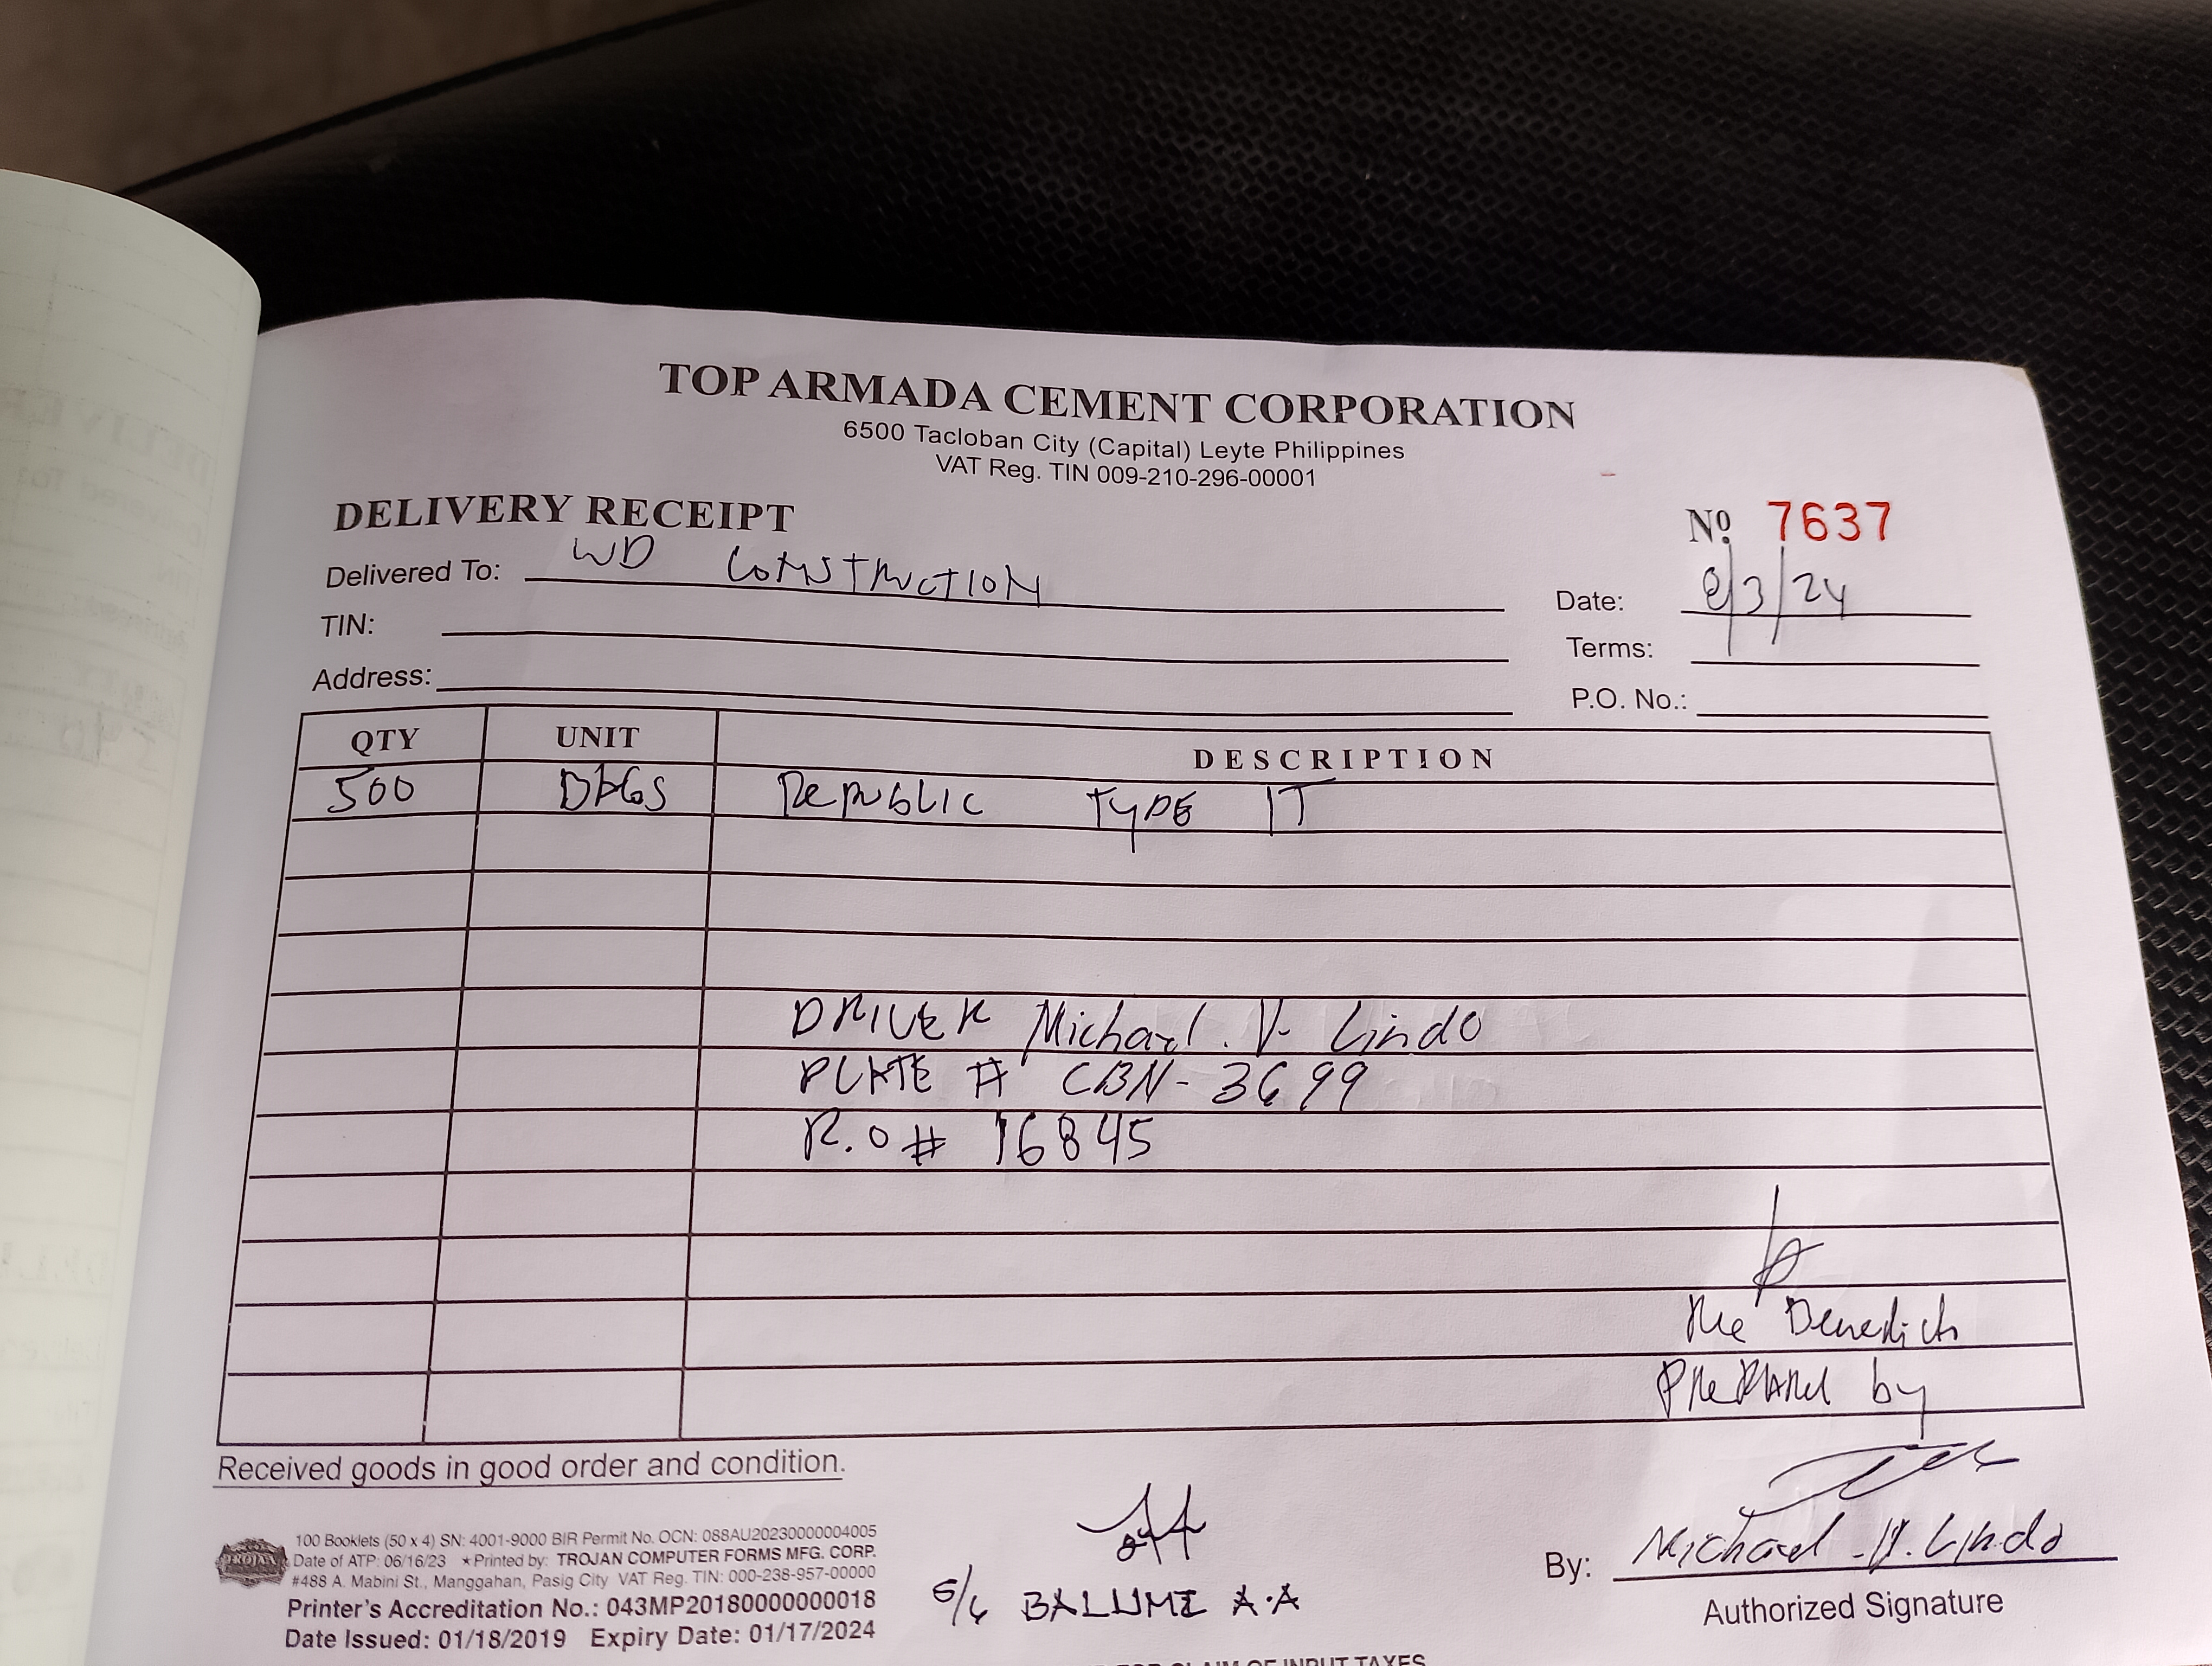 TOP ARMADA CEMENT CORPORATION
6500 Tacloban City (Capital) Leyte Philippines
VAT Reg. TIN 009-210-296-00001
DELIVERY RECEIPT
Nº 7637
Delivered To: WD CONSTRUCTION
Date: 8/3/24
TIN:
Terms:
Address:
P.O. No.:
QTY UNIT DESCRIPTION
500 BAGS REPUBLIC TYPE IT
DRIVER Michael. V. Lindo
PLATE # CBN-3699
R.O # 16845
Benedich
PrePared by
Received goods in good order and condition.
100 Booklets (50 x 4) SN: 4001-9000 BIR Permit No. OCN: 088AU20230000004005
Date of ATP: 06/16/23 ★Printed by: TROJAN COMPUTER FORMS MFG. CORP.
#488 A. Mabini St., Manggahan, Pasig City VAT Reg. TIN: 000-238-957-00000
Printer's Accreditation No.: 043MP20180000000018
Date Issued: 01/18/2019 Expiry Date: 01/17/2024
TROJAN
BALUME A.A
By: Michael .V. Lindo
Authorized Signature
CLAIM OF INPUT TAXES